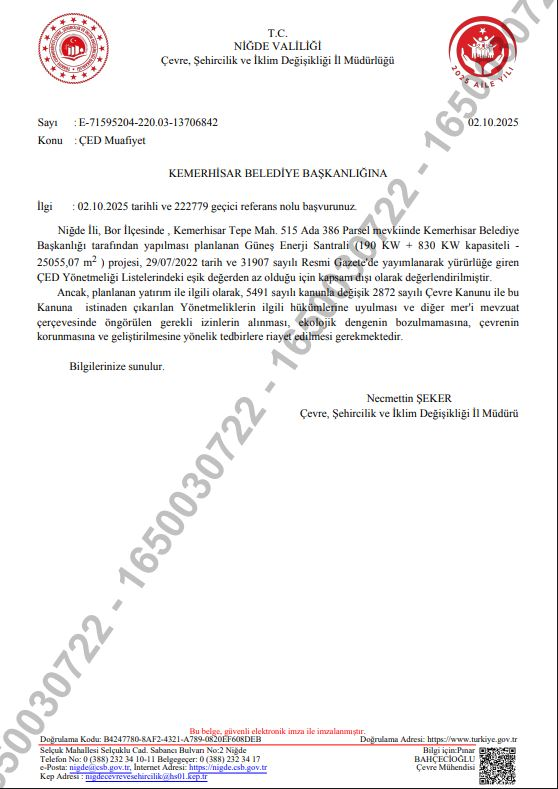 T.C.
NİĞDE VALİLİĞİ
Çevre, Şehircilik ve İklim Değişikliği İl Müdürlüğü
2025 AİLE YILI
Sayı : E-71595204-220.03-13706842
02.10.2025
Konu : ÇED Muafiyet
KEMERHİSAR BELEDİYE BAŞKANLIĞINA
İlgi : 02.10.2025 tarihli ve 222779 geçici referans nolu başvurunuz.
Niğde İli, Bor İlçesinde , Kemerhisar Tepe Mah. 515 Ada 386 Parsel mevkiinde Kemerhisar Belediye
Başkanlığı tarafından yapılması planlanan Güneş Enerji Santrali (190 KW + 830 KW kapasiteli -
25055,07 m² ) projesi, 29/07/2022 tarih ve 31907 sayılı Resmi Gazete'de yayımlanarak yürürlüğe giren
ÇED Yönetmeliği Listelerindeki eşik değerden az olduğu için kapsam dışı olarak değerlendirilmiştir.
Ancak, planlanan yatırım ile ilgili olarak, 5491 sayılı kanunla değişik 2872 sayılı Çevre Kanunu ile bu
Kanuna istinaden çıkarılan Yönetmeliklerin ilgili hükümlerine uyulması ve diğer mer'i mevzuat
çerçevesinde öngörülen gerekli izinlerin alınması, ekolojik dengenin bozulmamasına, çevrenin
korunmasına ve geliştirilmesine yönelik tedbirlere riayet edilmesi gerekmektedir.
Bilgilerinize sunulur.
Necmettin ŞEKER
Çevre, Şehircilik ve İklim Değişikliği İl Müdürü
1650030722 - 1650030722 - 1650030722 - 1650030722
Bu belge, güvenli elektronik imza ile imzalanmıştır.
Doğrulama Kodu: B4247780-8AF2-4321-A789-0820EF608DEB
Doğrulama Adresi: https://www.turkiye.gov.tr
Selçuk Mahallesi Selçuklu Cad. Sabancı Bulvarı No:2 Niğde
Telefon No: 0 (388) 232 34 10-11 Belgegeçer: 0 (388) 232 34 17
e-Posta: nigde@csb.gov.tr, İnternet Adresi: https://nigde.csb.gov.tr
Kep Adresi : nigdecevrevesehircilik@hs01.kep.tr
Bilgi için:Pınar
BAHÇECİOĞLU
Çevre Mühendisi